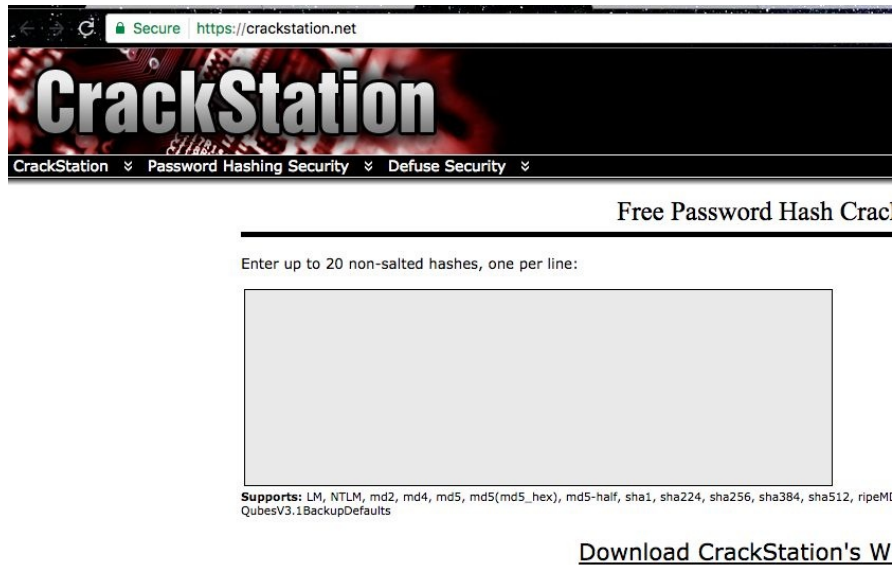 Secure https://crackstation.net
CrackStation
CrackStation Password Hashing Security Defuse Security
Free Password Hash Crac
Enter up to 20 non-salted hashes, one per line:
Supports: LM, NTLM, md2, md4, md5, md5(md5_hex), md5-half, sha1, sha224, sha256, sha384, sha512, ripeMD
QubesV3.1BackupDefaults
Download CrackStation's W